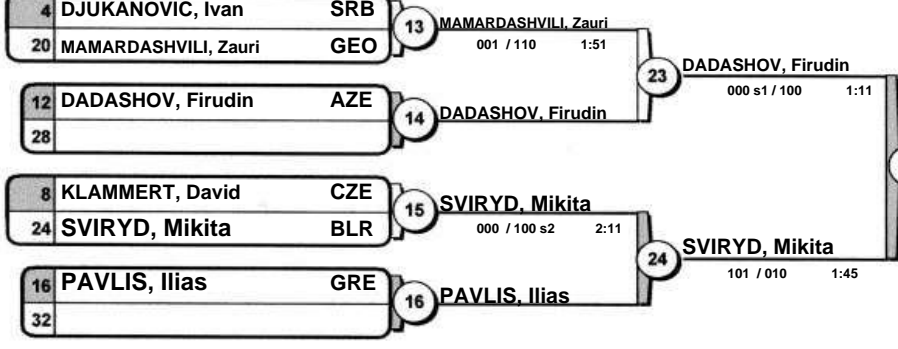 4 DJUKANOVIC, Ivan SRB
20 MAMARDASHVILI, Zauri GEO
13
MAMARDASHVILI, Zauri
001 / 110 1:51
12 DADASHOV, Firudin AZE
28
14
DADASHOV, Firudin
23
DADASHOV, Firudin
000 s1 / 100 1:11
8 KLAMMERT, David CZE
24 SVIRYD, Mikita BLR
15
SVIRYD, Mikita
000 / 100 s2 2:11
16 PAVLIS, Ilias GRE
32
16
PAVLIS, Ilias
24
SVIRYD, Mikita
101 / 010 1:45